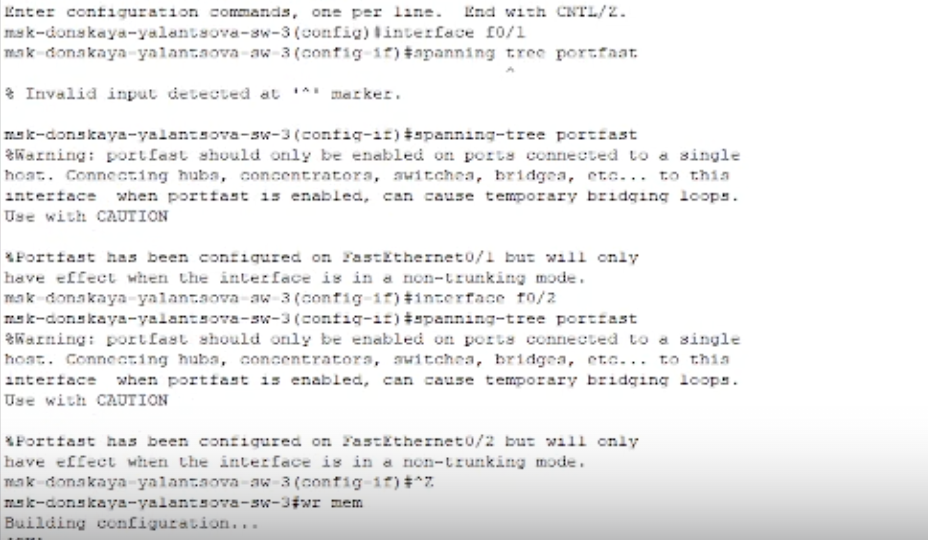 Enter configuration commands, one per line.  End with CNTL/Z.
msk-donskaya-yalantsova-sw-3(config)#interface f0/1
msk-donskaya-yalantsova-sw-3(config-if)#spanning tree portfast
^
% Invalid input detected at '^' marker.
msk-donskaya-yalantsova-sw-3(config-if)#spanning-tree portfast
%Warning: portfast should only be enabled on ports connected to a single
host. Connecting hubs, concentrators, switches, bridges, etc... to this
interface  when portfast is enabled, can cause temporary bridging loops.
Use with CAUTION
%Portfast has been configured on FastEthernet0/1 but will only
have effect when the interface is in a non-trunking mode.
msk-donskaya-yalantsova-sw-3(config-if)#interface f0/2
msk-donskaya-yalantsova-sw-3(config-if)#spanning-tree portfast
%Warning: portfast should only be enabled on ports connected to a single
host. Connecting hubs, concentrators, switches, bridges, etc... to this
interface  when portfast is enabled, can cause temporary bridging loops.
Use with CAUTION
%Portfast has been configured on FastEthernet0/2 but will only
have effect when the interface is in a non-trunking mode.
msk-donskaya-yalantsova-sw-3(config-if)#^Z
msk-donskaya-yalantsova-sw-3#wr mem
Building configuration...